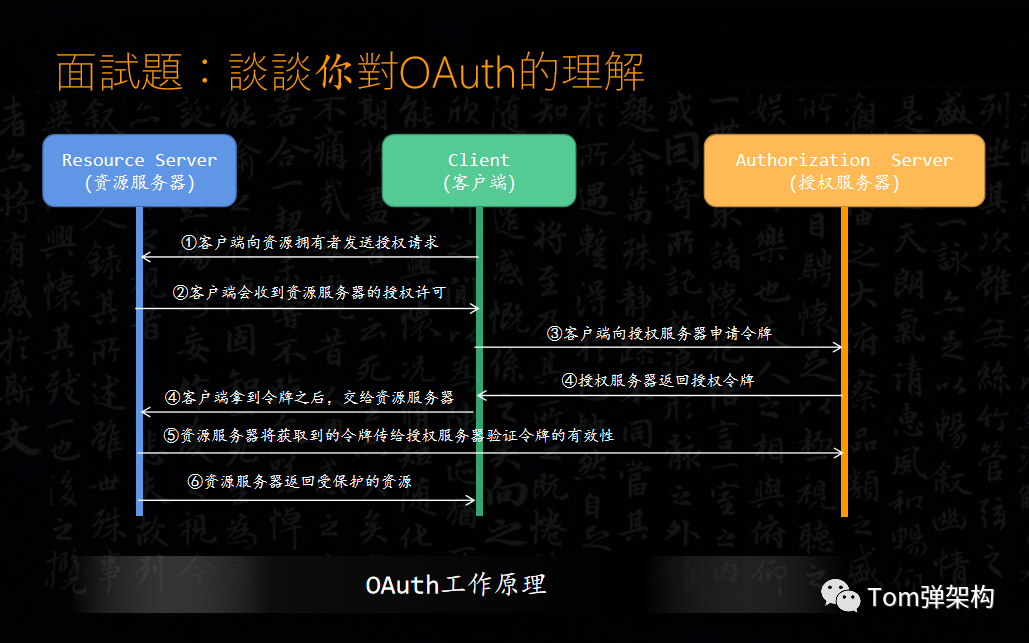 面試題：談談你對OAuth的理解
Resource Server
(资源服务器)
Client
(客户端)
Authorization Server
(授权服务器)
①客户端向资源拥有者发送授权请求
②客户端会收到资源服务器的授权许可
③客户端向授权服务器申请令牌
④授权服务器返回授权令牌
④客户端拿到令牌之后，交给资源服务器
⑤资源服务器将获取到的令牌传给授权服务器验证令牌的有效性
⑥资源服务器返回受保护的资源
OAuth工作原理
Tom弹架构